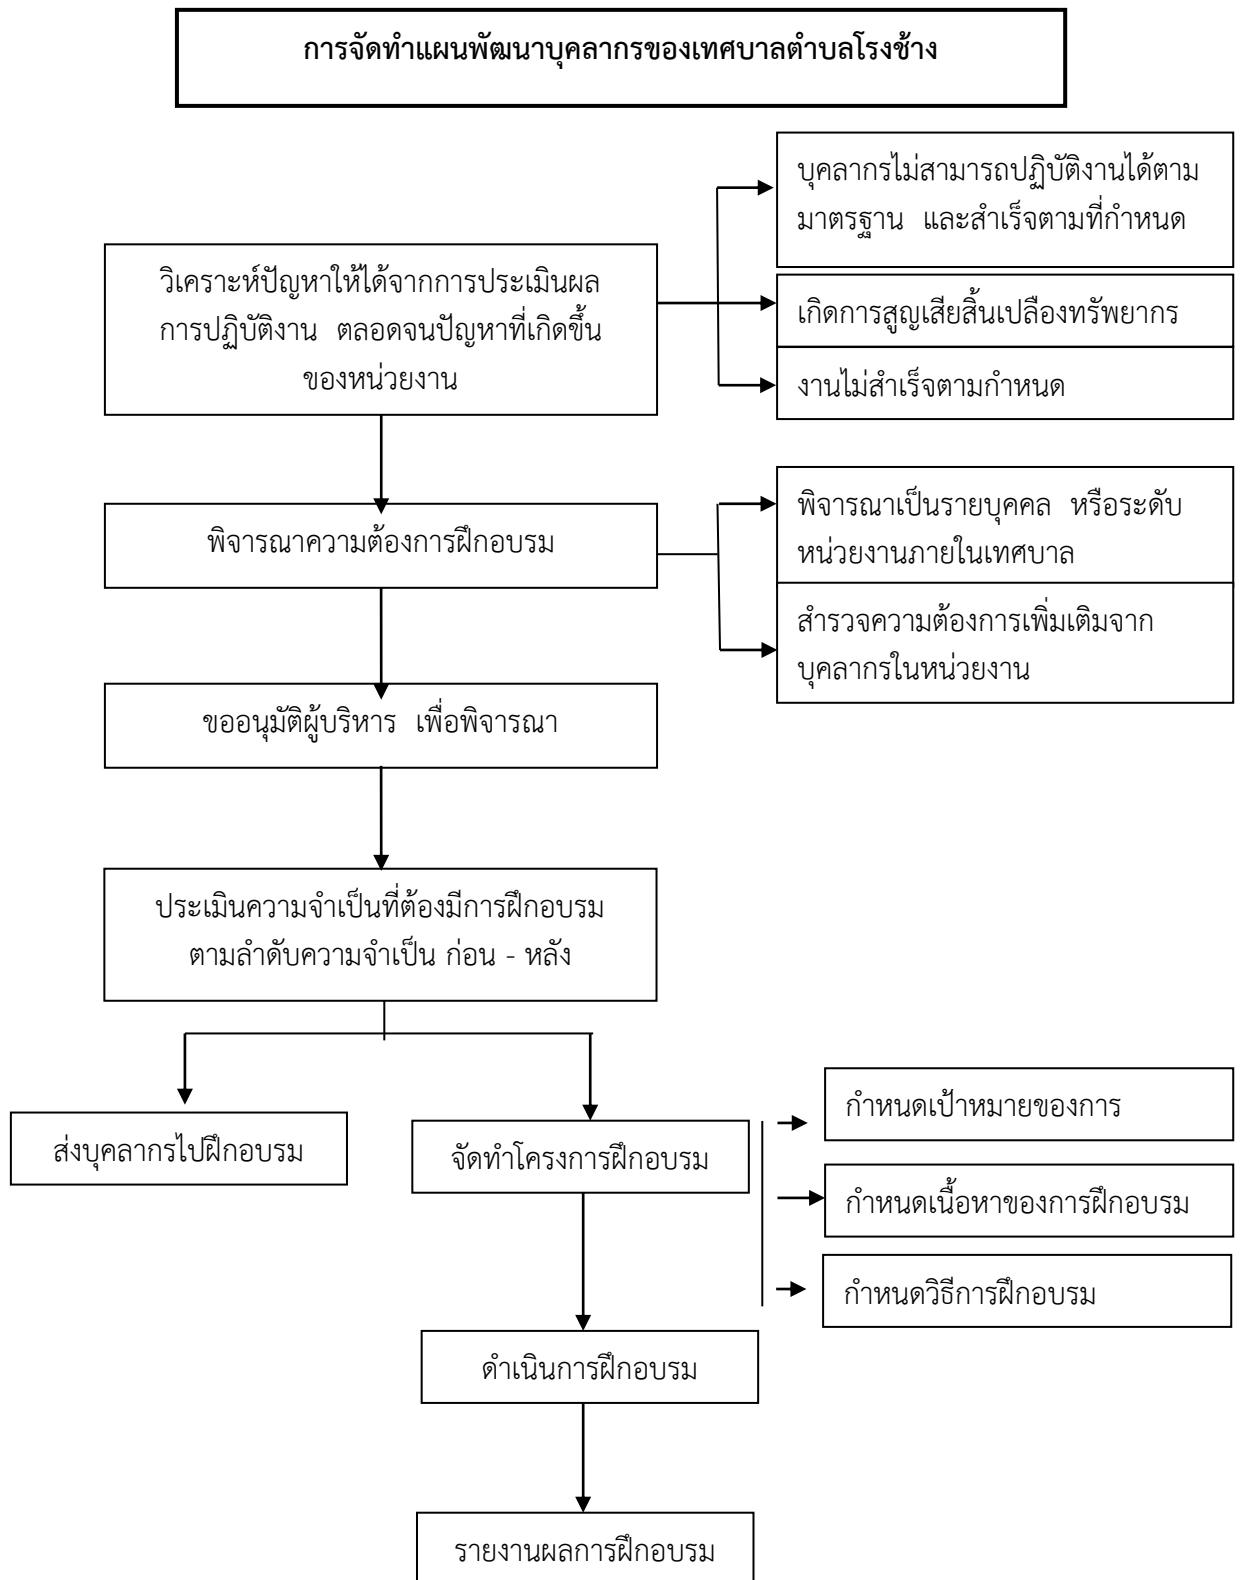 การจัดทำแผนพัฒนาบุคลากรของเทศบาลตำบลโรงช้าง
บุคลากรไม่สามารถปฏิบัติงานได้ตาม
มาตรฐาน และสำเร็จตามที่กำหนด
วิเคราะห์ปัญหาให้ได้จากการประเมินผล
การปฏิบัติงาน ตลอดจนปัญหาที่เกิดขึ้น
ของหน่วยงาน
เกิดการสูญเสียสิ้นเปลืองทรัพยากร
งานไม่สำเร็จตามกำหนด
พิจารณาความต้องการฝึกอบรม
พิจารณาเป็นรายบุคคล หรือระดับ
หน่วยงานภายในเทศบาล
สำรวจความต้องการเพิ่มเติมจาก
บุคลากรในหน่วยงาน
ขออนุมัติผู้บริหาร เพื่อพิจารณา
ประเมินความจำเป็นที่ต้องมีการฝึกอบรม
ตามลำดับความจำเป็น ก่อน - หลัง
ส่งบุคลากรไปฝึกอบรม
จัดทำโครงการฝึกอบรม
กำหนดเป้าหมายของการ
กำหนดเนื้อหาของการฝึกอบรม
กำหนดวิธีการฝึกอบรม
ดำเนินการฝึกอบรม
รายงานผลการฝึกอบรม